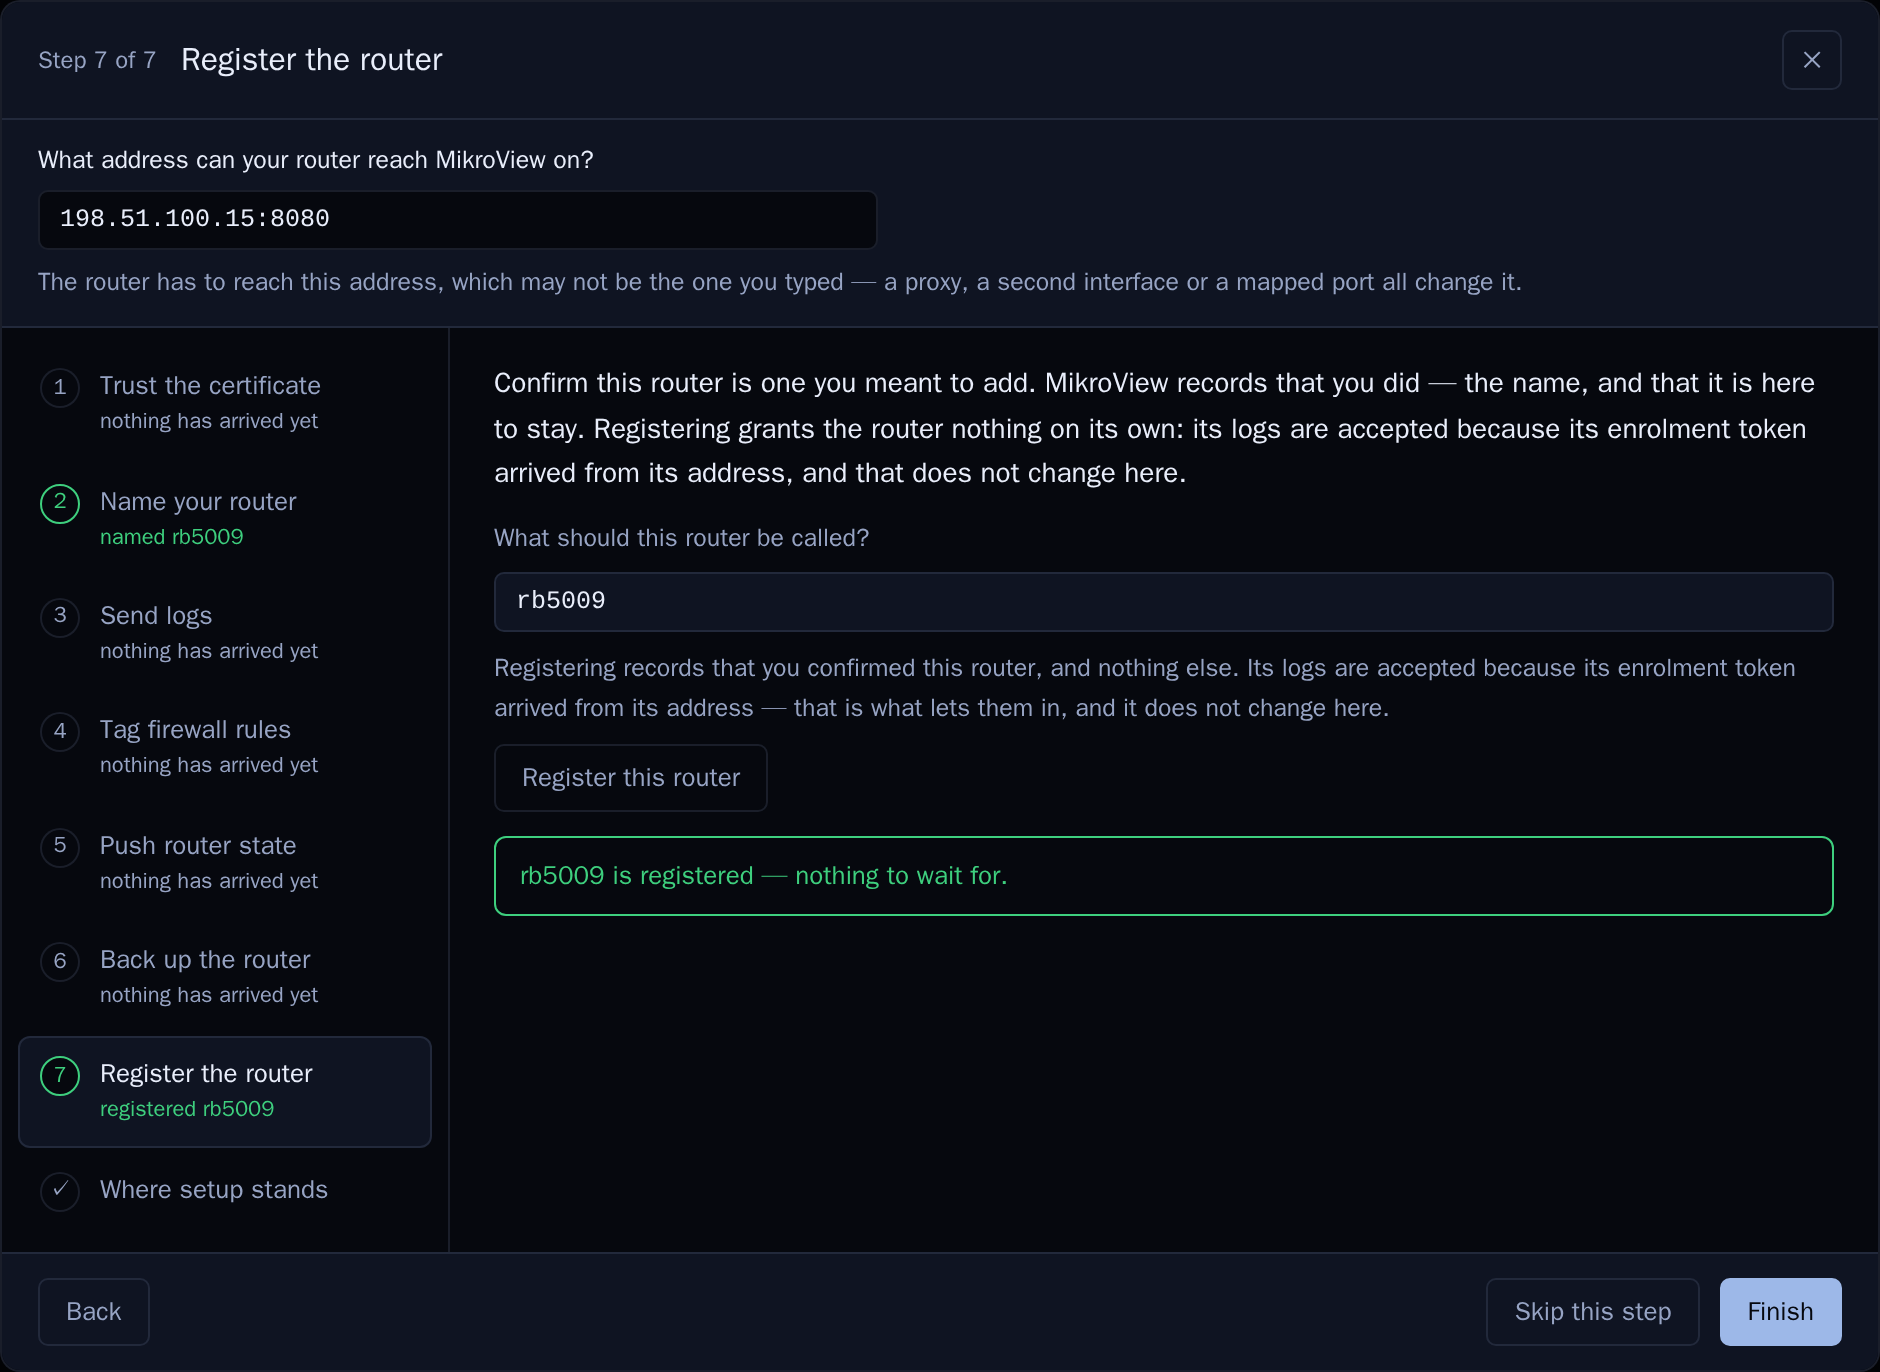 Step 7 of 7 Register the router
What address can your router reach MikroView on?
198.51.100.15:8080
The router has to reach this address, which may not be the one you typed — a proxy, a second interface or a mapped port all change it.
1 Trust the certificate
nothing has arrived yet
2 Name your router
named rb5009
3 Send logs
nothing has arrived yet
4 Tag firewall rules
nothing has arrived yet
5 Push router state
nothing has arrived yet
6 Back up the router
nothing has arrived yet
7 Register the router
registered rb5009
✓ Where setup stands
Confirm this router is one you meant to add. MikroView records that you did — the name, and that it is here
to stay. Registering grants the router nothing on its own: its logs are accepted because its enrolment token
arrived from its address, and that does not change here.
What should this router be called?
rb5009
Registering records that you confirmed this router, and nothing else. Its logs are accepted because its enrolment token
arrived from its address — that is what lets them in, and it does not change here.
Register this router
rb5009 is registered — nothing to wait for.
Back
Skip this step
Finish